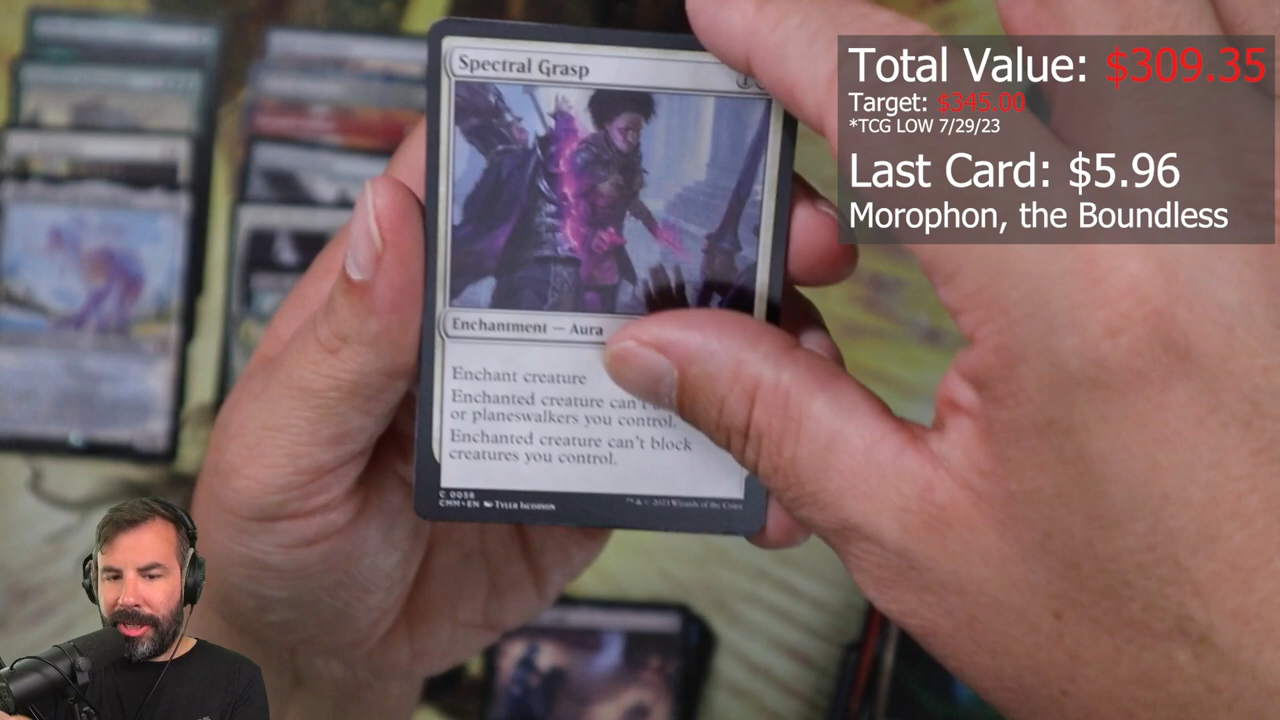 Spectral Grasp
Enchantment — Aura
Enchant creature
Enchanted creature can't
or planeswalkers you control.
Enchanted creature can't block
creatures you control.
C 0058
CMM • EN Tyler Jacobson
™ & © 2023 Wizards of the Coast
Total Value: $309.35
Target: $345.00
*TCG LOW 7/29/23
Last Card: $5.96
Morophon, the Boundless